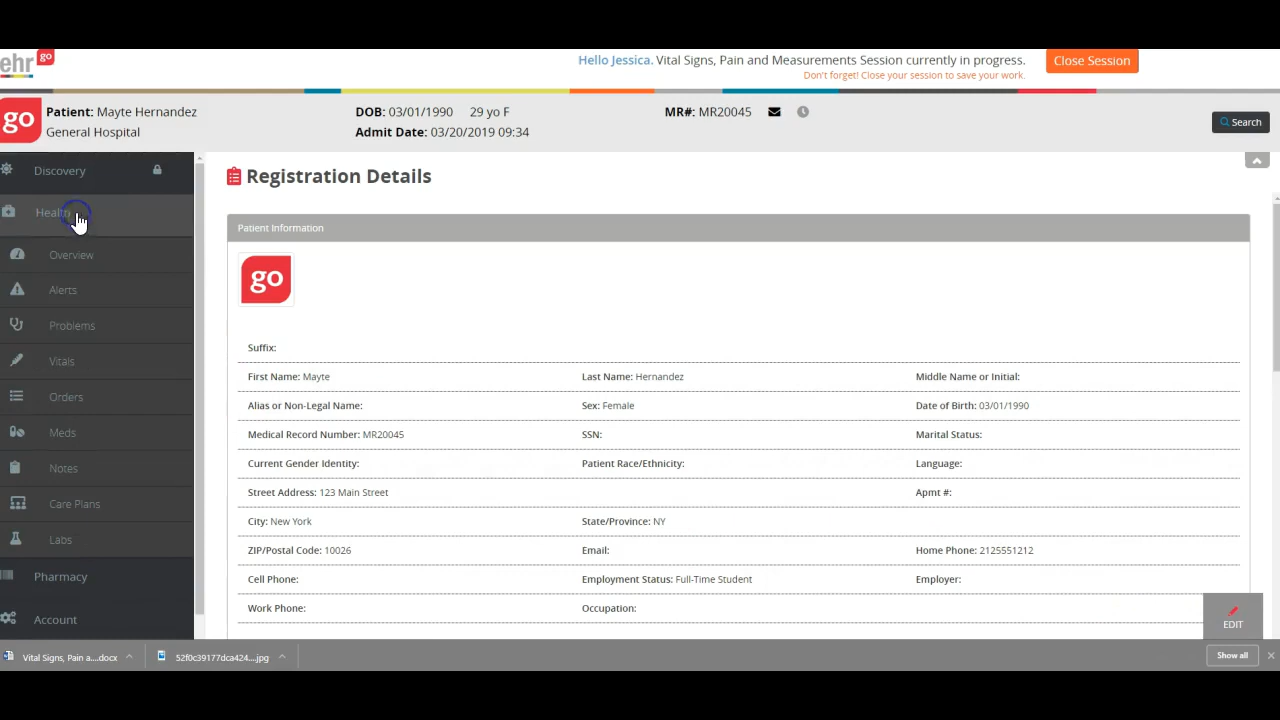 ehr go
Hello Jessica. Vital Signs, Pain and Measurements Session currently in progress.
Don't forget! Close your session to save your work.
Close Session
go
Patient: Mayte Hernandez
General Hospital
DOB: 03/01/1990 29 yo F
Admit Date: 03/20/2019 09:34
MR#: MR20045
Search
Discovery
Health
Overview
Alerts
Problems
Vitals
Orders
Meds
Notes
Care Plans
Labs
Pharmacy
Account
Registration Details
Patient Information
go
Suffix:
First Name: Mayte Last Name: Hernandez Middle Name or Initial:
Alias or Non-Legal Name: Sex: Female Date of Birth: 03/01/1990
Medical Record Number: MR20045 SSN: Marital Status:
Current Gender Identity: Patient Race/Ethnicity: Language:
Street Address: 123 Main Street Apmt #:
City: New York State/Province: NY
ZIP/Postal Code: 10026 Email: Home Phone: 2125551212
Cell Phone: Employment Status: Full-Time Student Employer:
Work Phone: Occupation:
EDIT
Vital Signs, Pain a....docx
52f0c39177dca424....jpg
Show all